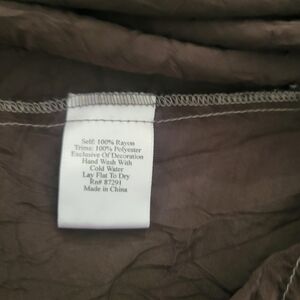 Self: 100% Rayon
Trims: 100% Polyester
Exclusive Of Decoration
Hand Wash With
Cold Water
Lay Flat To Dry
Rn# 87291
Made in China